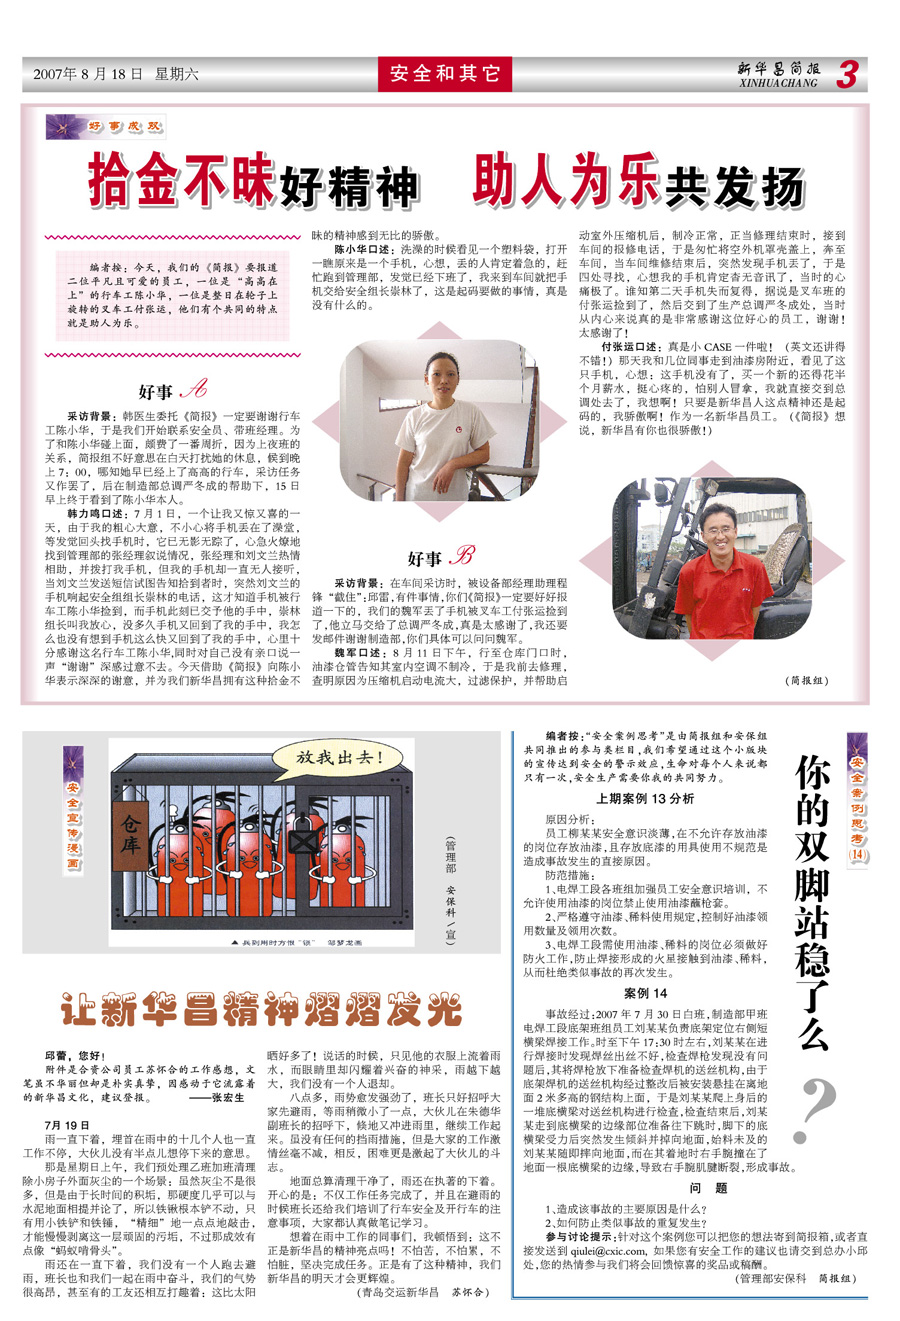 2007年 8 月 18 日 星期六
安全和其它
新华昌简报
XINHUACHANG
3
好事成双
拾金不昧好精神 助人为乐共发扬
编者按：今天，我们的《简报》要报道
二位平凡且可爱的员工，一位是“高高在
上”的行车工陈小华，一位是整日在轮子上
旋转的叉车工付张运，他们有个共同的特点
就是助人为乐。
好事 A
采访背景：韩医生委托《简报》一定要谢谢行车
工陈小华，于是我们开始联系安全员、带班经理。为
了和陈小华碰上面，颇费了一番周折，因为上夜班的
关系，简报组不好意思在白天打扰她的休息，候到晚
上 7：00，哪知她早已经上了高高的行车，采访任务
又作罢了，后在制造部总调严冬成的帮助下，15 日
早上终于看到了陈小华本人。
韩力鸣口述：7 月 1 日，一个让我又惊又喜的一
天，由于我的粗心大意，不小心将手机丢在了澡堂，
等发觉回头找手机时，它已无影无踪了，心急火燎地
找到管理部的张经理叙说情况，张经理和刘文兰热情
相助，并拨打我手机，但我的手机却一直无人接听，
当刘文兰发送短信试图告知拾到者时，突然刘文兰的
手机响起安全组组长崇林的电话，这才知道手机被行
车工陈小华捡到，而手机此刻已交予他的手中，崇林
组长叫我放心，没多久手机又回到了我的手中，我怎
么也没有想到手机这么快又回到了我的手中，心里十
分感谢这名行车工陈小华,同时对自己没有亲口说一
声“谢谢”深感过意不去。今天借助《简报》向陈小
华表示深深的谢意，并为我们新华昌拥有这种拾金不
昧的精神感到无比的骄傲。
陈小华口述：洗澡的时候看见一个塑料袋，打开
一瞧原来是一个手机，心想，丢的人肯定着急的，赶
忙跑到管理部，发觉已经下班了，我来到车间就把手
机交给安全组长崇林了，这是起码要做的事情，真是
没有什么的。
好事 B
采访背景：在车间采访时，被设备部经理助理程
锋“截住”：邱雷,有件事情,你们《简报》一定要好好报
道一下的，我们的魏军丢了手机被叉车工付张运捡到
了,他立马交给了总调严冬成,真是太感谢了,我还要
发邮件谢谢制造部,你们具体可以问问魏军。
魏军口述：8 月 11 日下午，行至仓库门口时，
油漆仓管告知其室内空调不制冷，于是我前去修理，
查明原因为压缩机启动电流大，过滤保护，并帮助启
动室外压缩机后，制冷正常，正当修理结束时，接到
车间的报修电话，于是匆忙将空外机罩壳盖上，奔至
车间，当车间维修结束后，突然发现手机丢了，于是
四处寻找，心想我的手机肯定杳无音讯了，当时的心
痛极了。谁知第二天手机失而复得，据说是叉车班的
付张运捡到了，然后交到了生产总调严冬成处，当时
从内心来说真的是非常感谢这位好心的员工，谢谢！
太感谢了！
付张运口述：真是小 CASE 一件啦！（英文还讲得
不错！）那天我和几位同事走到油漆房附近，看见了这
只手机，心想：这手机没有了，买一个新的还得花半
个月薪水，挺心疼的，怕别人冒拿，我就直接交到总
调处去了，我想啊！只要是新华昌人这点精神还是起
码的，我骄傲啊！作为一名新华昌员工。（《简报》想
说，新华昌有你也很骄傲！）
（简报组）
安全宣传漫画
放我出去！
仓库
▲ 兵到用时方恨“锁” 邹梦龙画
（管理部 安保科/宣）
让新华昌精神熠熠发光
邱蕾，您好！
附件是合资公司员工苏怀合的工作感想，文
笔虽不华丽但却是朴实真挚，因感动于它流露着
的新华昌文化，建议登报。 ——张宏生
7月 19 日
雨一直下着，埋首在雨中的十几个人也一直
工作不停，大伙儿没有半点儿想停下来的意思。
那是星期日上午，我们预处理乙班加班清理
除小房子外面灰尘的一个场景；虽然灰尘不是很
多，但是由于长时间的积垢，那硬度几乎可以与
水泥地面相提并论了，所以铁锹根本铲不动，只
有用小铁铲和铁锤，“精细”地一点点地敲击，
才能慢慢剥离这一层顽固的污垢，不过那成效有
点像“蚂蚁啃骨头”。
雨还在一直下着，我们没有一个人跑去避
雨，班长也和我们一起在雨中奋斗，我们的气势
很高昂，甚至有的工友还相互打趣着：这比太阳
晒好多了！说话的时候，只见他的衣服上流着雨
水，而眼睛里却闪耀着兴奋的神采，雨越下越
大，我们没有一个人退却。
八点多，雨势愈发强劲了，班长只好招呼大
家先避雨，等雨稍微小了一点，大伙儿在朱德华
副班长的招呼下，倏地又冲进雨里，继续工作起
来。虽没有任何的挡雨措施，但是大家的工作激
情丝毫不减，相反，困难更是激起了大伙儿的斗
志。
地面总算清理干净了，雨还在执著的下着。
开心的是：不仅工作任务完成了，并且在避雨的
时候班长还给我们培训了行车安全及开行车的注
意事项，大家都认真做笔记学习。
想着在雨中工作的同事们，我顿悟到：这不
正是新华昌的精神亮点吗！不怕苦，不怕累，不
怕脏，坚决完成任务。正是有了这种精神，我们
新华昌的明天才会更辉煌。
（青岛交运新华昌 苏怀合）
编者按：“安全案例思考”是由简报组和安保组
共同推出的参与类栏目,我们希望通过这个小版块
的宣传达到安全的警示效应,生命对每个人来说都
只有一次,安全生产需要你我的共同努力。
上期案例 13 分析
原因分析：
员工柳某某安全意识淡薄,在不允许存放油漆
的岗位存放油漆,且存放底漆的用具使用不规范是
造成事故发生的直接原因。
防范措施：
1、电焊工段各班组加强员工安全意识培训，不
允许使用油漆的岗位禁止使用油漆蘸枪套。
2、严格遵守油漆、稀料使用规定,控制好油漆领
用数量及领用次数。
3、电焊工段需使用油漆、稀料的岗位必须做好
防火工作,防止焊接形成的火星接触到油漆、稀料,
从而杜绝类似事故的再次发生。
案例 14
事故经过：2007 年 7 月 30 日白班,制造部甲班
电焊工段底架班组员工刘某某负责底架定位右侧短
横梁焊接工作。时至下午 17:30 时左右,刘某某在进
行焊接时发现焊丝出丝不好,检查焊枪发现没有问
题后,其将焊枪放下准备检查焊机的送丝机构,由于
底架焊机的送丝机构经过整改后被安装悬挂在离地
面 2 米多高的钢结构上面，于是刘某某爬上身后的
一堆底横梁对送丝机构进行检查,检查结束后,刘某
某走到底横梁的边缘部位准备往下跳时,脚下的底
横梁受力后突然发生倾斜并掉向地面,始料未及的
刘某某随即摔向地面,而在其着地时右手腕撞在了
地面一根底横梁的边缘,导致右手腕肌腱断裂,形成事故。
问 题
1、造成该事故的主要原因是什么？
2、如何防止类似事故的重复发生？
参与讨论提示：针对这个案例您可以把您的想法寄到简报箱,或者直
接发送到 qiulei@cxic.com, 如果您有安全工作的建议也请交到总办小邱
处,您的热情参与我们将会回馈惊喜的奖品或稿酬。
（管理部安保科 简报组）
你的双脚站稳了么？
安全案例思考(14)